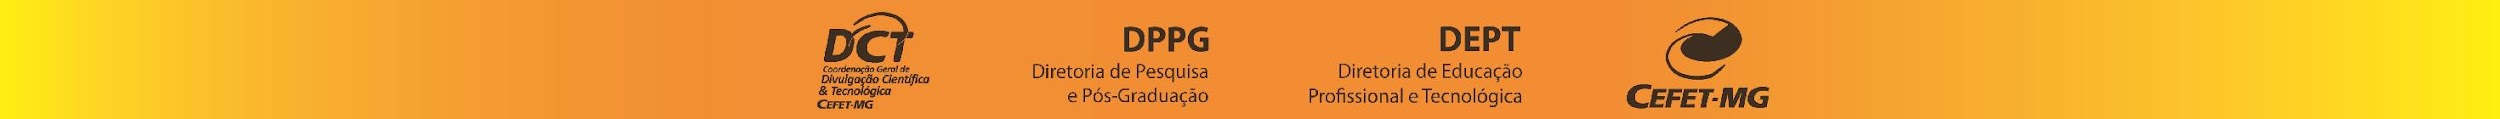 DCT
Coordenação Geral de
Divulgação Científica
& Tecnológica
CEFET-MG
DPPG
Diretoria de Pesquisa
e Pós-Graduação
DEPT
Diretoria de Educação
Profissional e Tecnológica
CEFET-MG